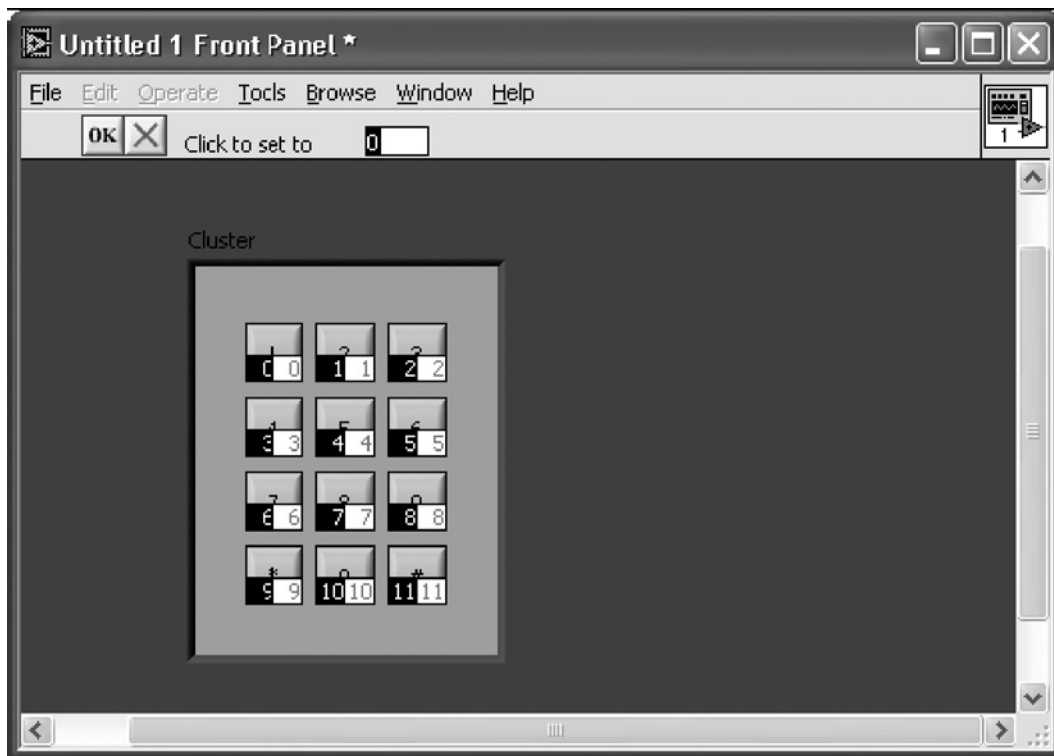 Untitled 1 Front Panel *
File Edit Operate Tools Browse Window Help
OK Click to set to 0
1
Cluster
0 0 1 1 2 2
3 3 4 4 5 5
6 6 7 7 8 8
* #
9 9 10 10 11 11